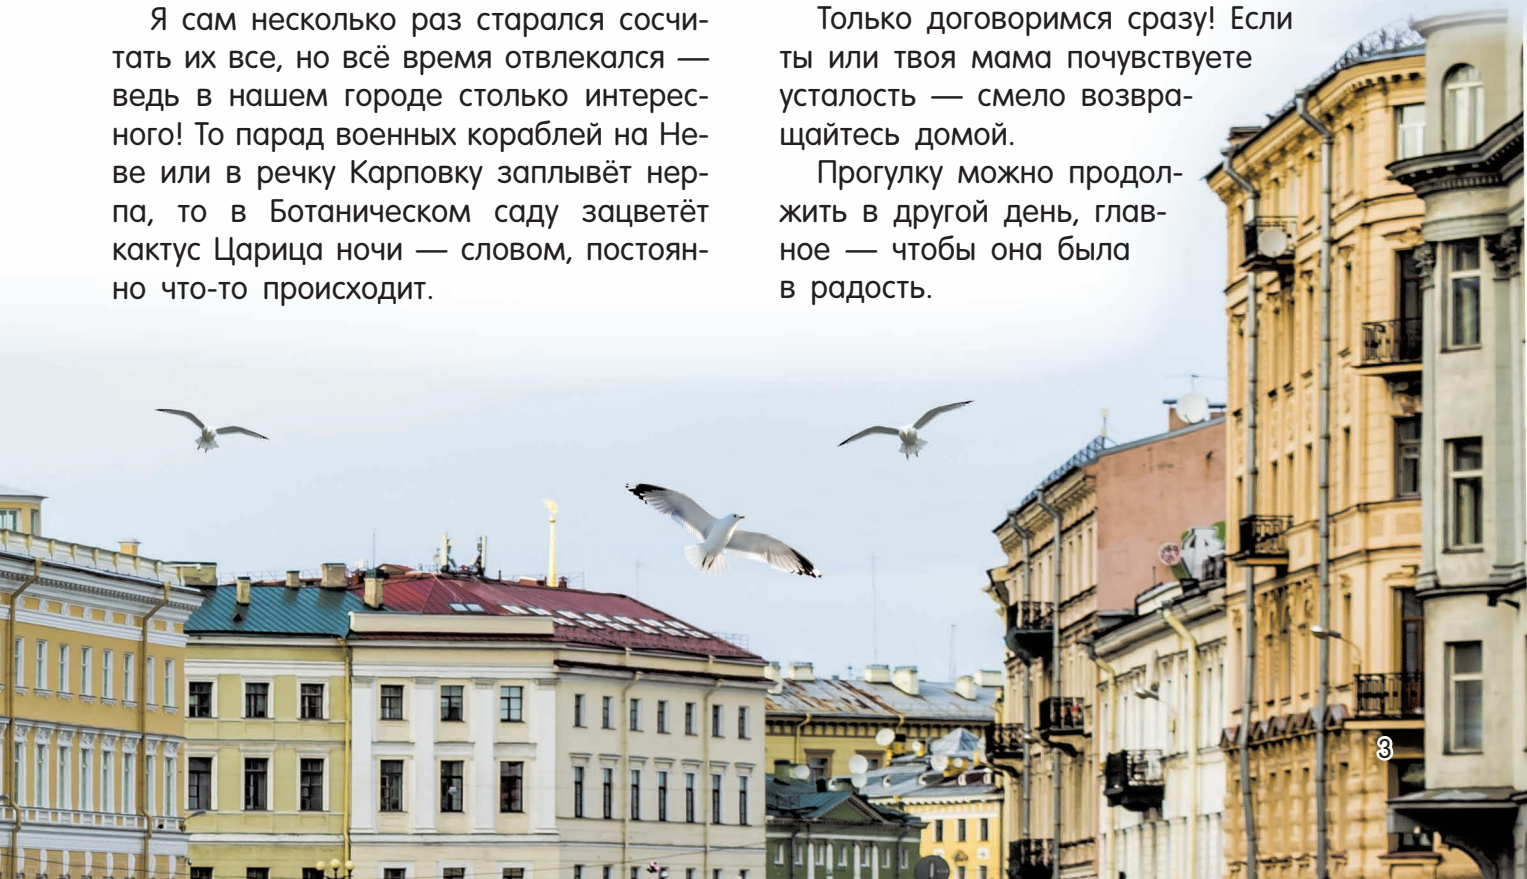 Я сам несколько раз старался сосчи-
тать их все, но всё время отвлекался —
ведь в нашем городе столько интерес-
ного! То парад военных кораблей на Не-
ве или в речку Карповку заплывёт нер-
па, то в Ботаническом саду зацветёт
кактус Царица ночи — словом, постоян-
но что-то происходит.
Только договоримся сразу! Если
ты или твоя мама почувствуете
усталость — смело возвра-
щайтесь домой.
Прогулку можно продол-
жить в другой день, глав-
ное — чтобы она была
в радость.
3